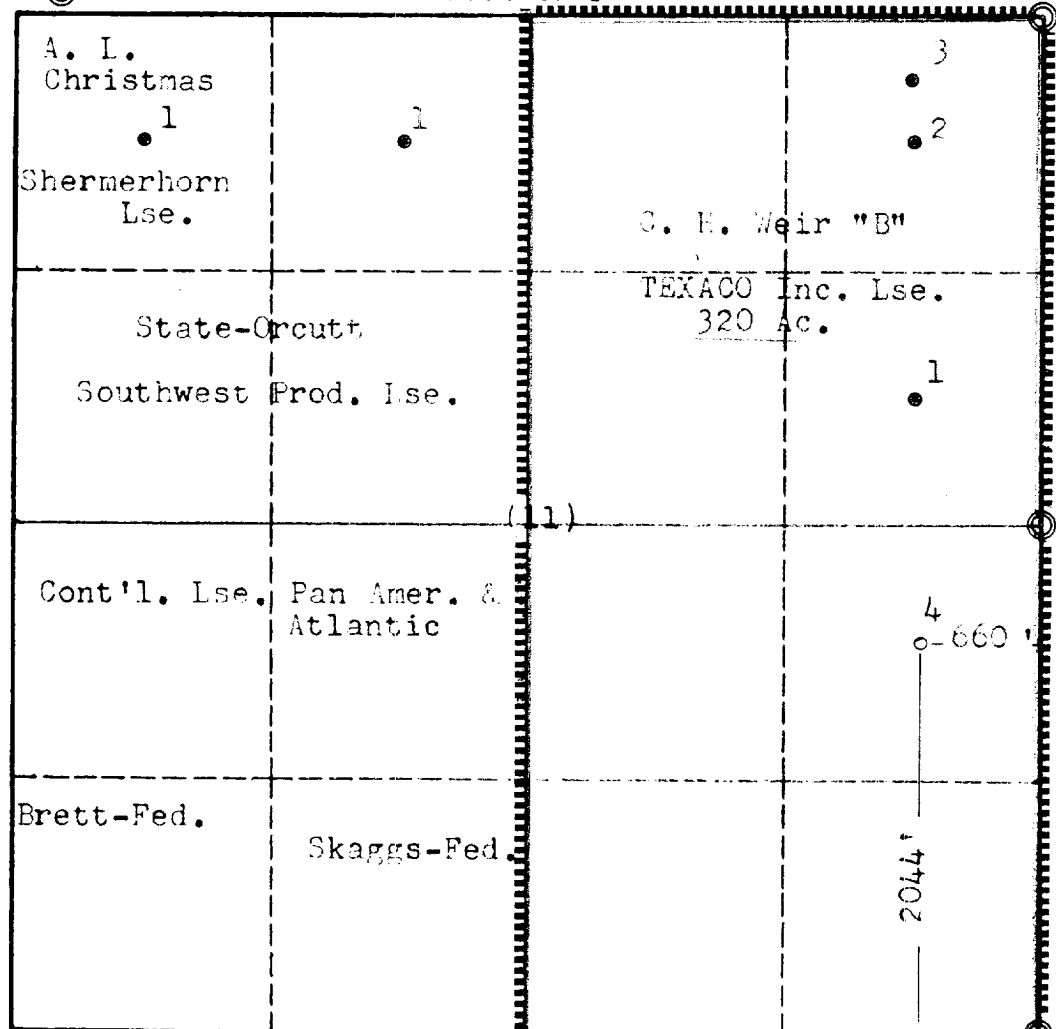 A. L.
Christmas
1
Shermerhorn
Lse.
1
3
2
C. H. Weir "B"
TEXACO Inc. Lse.
320 Ac.
1
State-Orcutt
Southwest Prod. Lse.
(11)
Cont'l. Lse. Pan Amer. &
Atlantic
4
660'
2044'
Brett-Fed.
Skaggs-Fed.